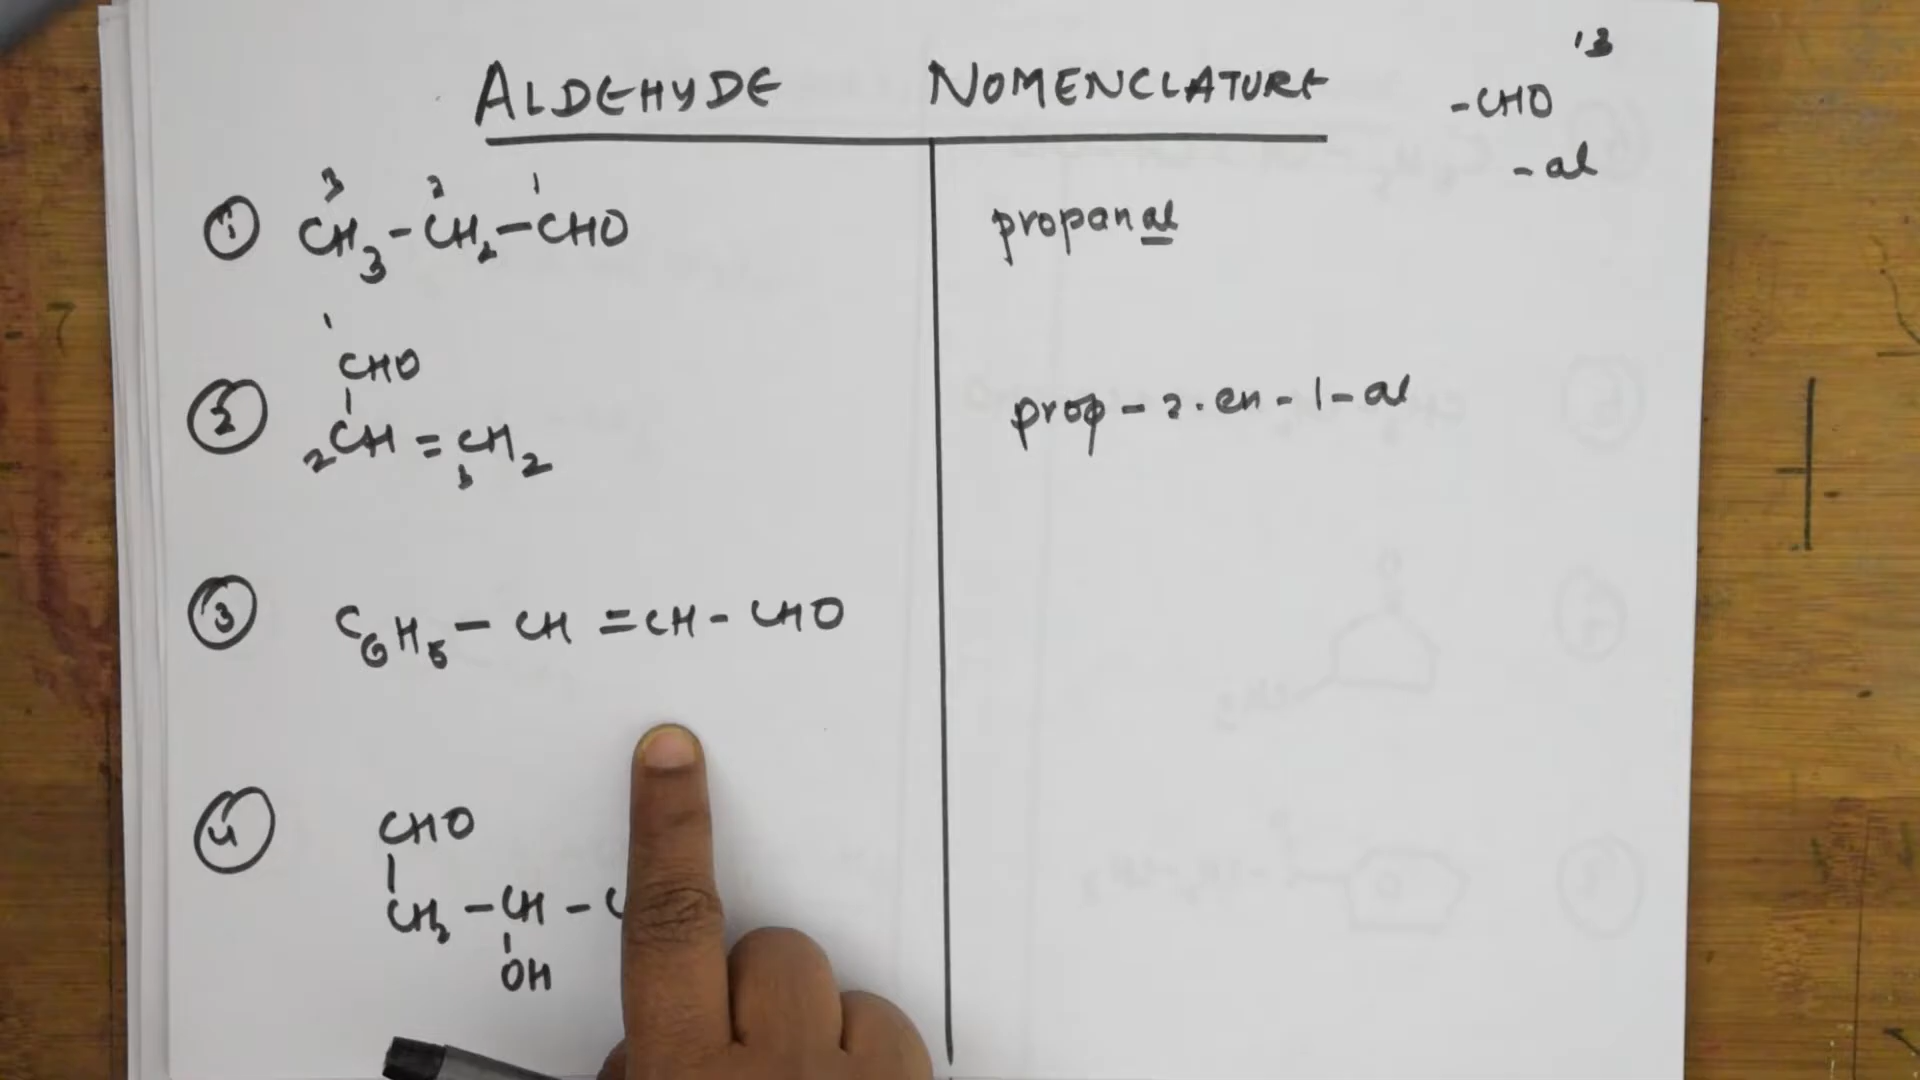 13
ALDEHYDE NOMENCLATURE
-CHO
-al
3 2 1
① CH3-CH2-CHO
propanal
1
CHO
② 2CH=CH2
3
prop-2-en-1-al
③ C6H5-CH=CH-CHO
④ CHO
CH2-CH-C
OH